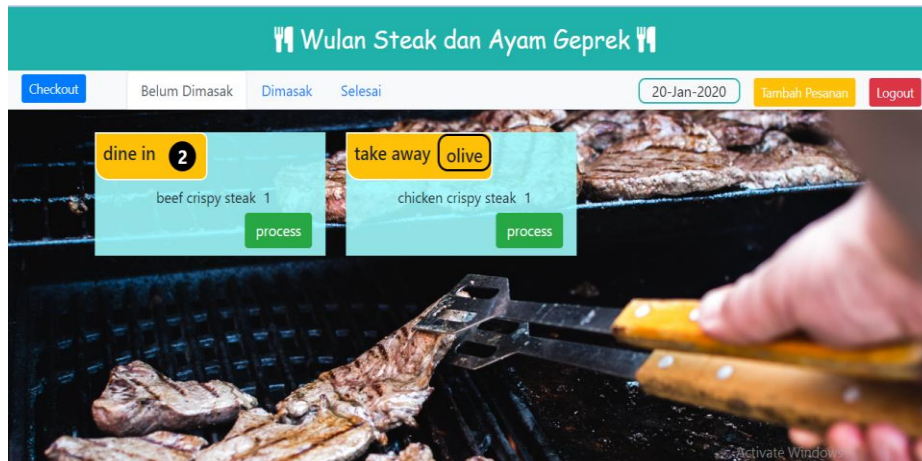 Wulan Steak dan Ayam Geprek
Checkout Belum Dimasak Dimasak Selesai 20-Jan-2020 Tambah Pesanan Logout
dine in 2
beef crispy steak 1
process
take away olive
chicken crispy steak 1
process
Activate Windows